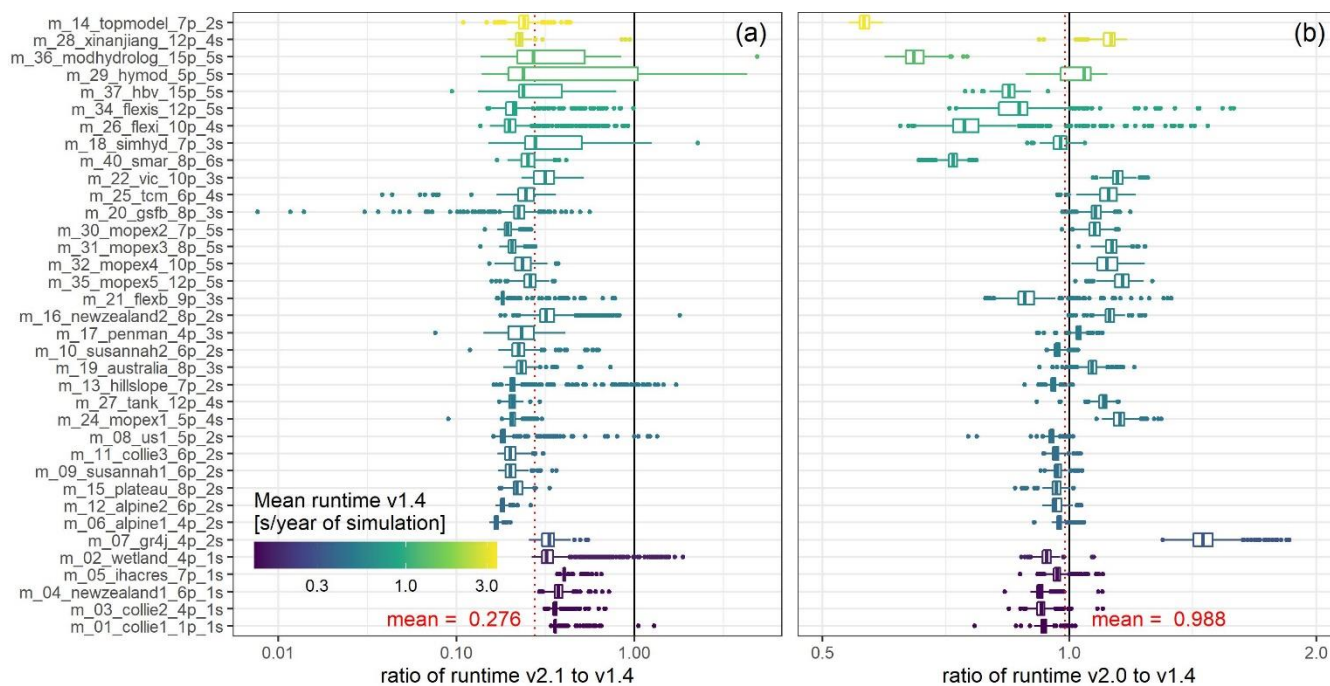 m_14_topmodel_7p_2s
m_28_xinanjiang_12p_4s
m_36_modhydrolog_15p_5s
m_29_hymod_5p_5s
m_37_hbv_15p_5s
m_34_flexis_12p_5s
m_26_flexi_10p_4s
m_18_simhyd_7p_3s
m_40_smar_8p_6s
m_22_vic_10p_3s
m_25_tcm_6p_4s
m_20_gsfb_8p_3s
m_30_mopex2_7p_5s
m_31_mopex3_8p_5s
m_32_mopex4_10p_5s
m_35_mopex5_12p_5s
m_21_flexb_9p_3s
m_16_newzealand2_8p_2s
m_17_penman_4p_3s
m_10_susannah2_6p_2s
m_19_australia_8p_3s
m_13_hillslope_7p_2s
m_27_tank_12p_4s
m_24_mopex1_5p_4s
m_08_us1_5p_2s
m_11_collie3_6p_2s
m_09_susannah1_6p_2s
m_15_plateau_8p_2s
m_12_alpine2_6p_2s
m_06_alpine1_4p_2s
m_07_gr4j_4p_2s
m_02_wetland_4p_1s
m_05_ihacres_7p_1s
m_04_newzealand1_6p_1s
m_03_collie2_4p_1s
m_01_collie1_1p_1s
(a)
Mean runtime v1.4
[s/year of simulation]
0.3 1.0 3.0
mean = 0.276
0.01 0.10 1.00
ratio of runtime v2.1 to v1.4
(b)
mean = 0.988
0.5 1.0 2.0
ratio of runtime v2.0 to v1.4